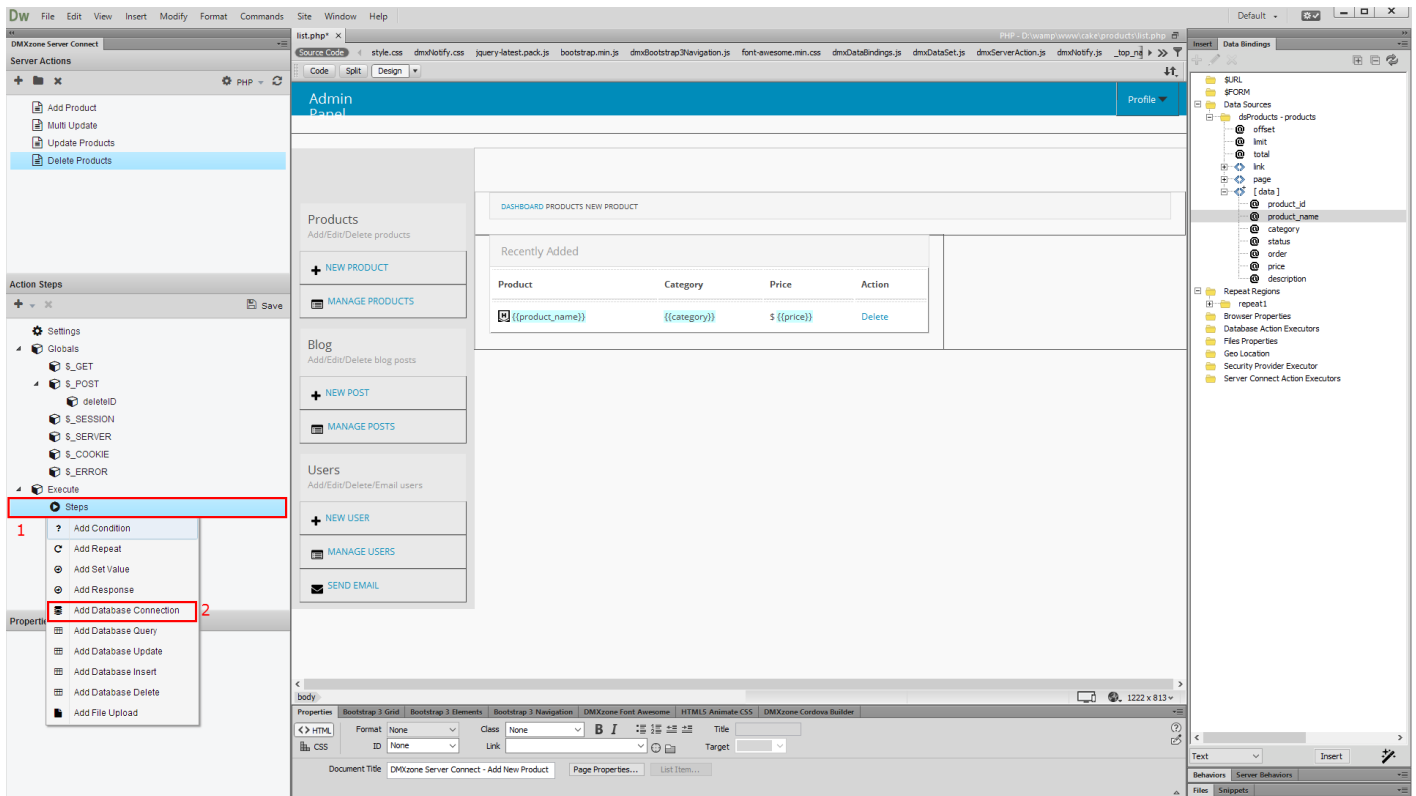 Dw File Edit View Insert Modify Format Commands Site Window Help Default
DMXzone Server Connect
Server Actions
PHP
Add Product
Multi Update
Update Products
Delete Products
Action Steps
Save
Settings
Globals
$_GET
$_POST
deleteID
$_SESSION
$_SERVER
$_COOKIE
$_ERROR
Execute
Steps
1
? Add Condition
Add Repeat
Add Set Value
Add Response
Add Database Connection
2
Add Database Query
Add Database Update
Add Database Insert
Add Database Delete
Add File Upload
list.php* x
PHP - D:\wamp\www\cake\products\list.php
Source Code style.css dmxNotify.css jquery-latest.pack.js bootstrap.min.js dmxBootstrap3Navigation.js font-awesome.min.css dmxDataBindings.js dmxDataSet.js dmxServerAction.js dmxNotify.js
Code Split Design
Admin
Panel
Profile
Products
Add/Edit/Delete products
NEW PRODUCT
MANAGE PRODUCTS
Blog
Add/Edit/Delete blog posts
NEW POST
MANAGE POSTS
Users
Add/Edit/Delete/Email users
NEW USER
MANAGE USERS
SEND EMAIL
DASHBOARD PRODUCTS NEW PRODUCT
Recently Added
Product Category Price Action
{{product_name}} {{category}} $ {{price}} Delete
body
1222 x 813
Properties Bootstrap 3 Grid Bootstrap 3 Elements Bootstrap 3 Navigation DMXzone Font Awesome HTML5 Animate CSS DMXzone Cordova Builder
<> HTML Format None Class None B I Title
CSS ID None Link Target
Document Title DMXzone Server Connect - Add New Product Page Properties... List Item...
Insert Data Bindings
$URL
$FORM
Data Sources
dsProducts - products
offset
limit
total
link
page
[ data ]
product_id
product_name
category
status
order
price
description
Repeat Regions
repeat1
Browser Properties
Database Action Executors
Files Properties
Geo Location
Security Provider Executor
Server Connect Action Executors
Text Insert
Behaviors Server Behaviors
Files Snippets